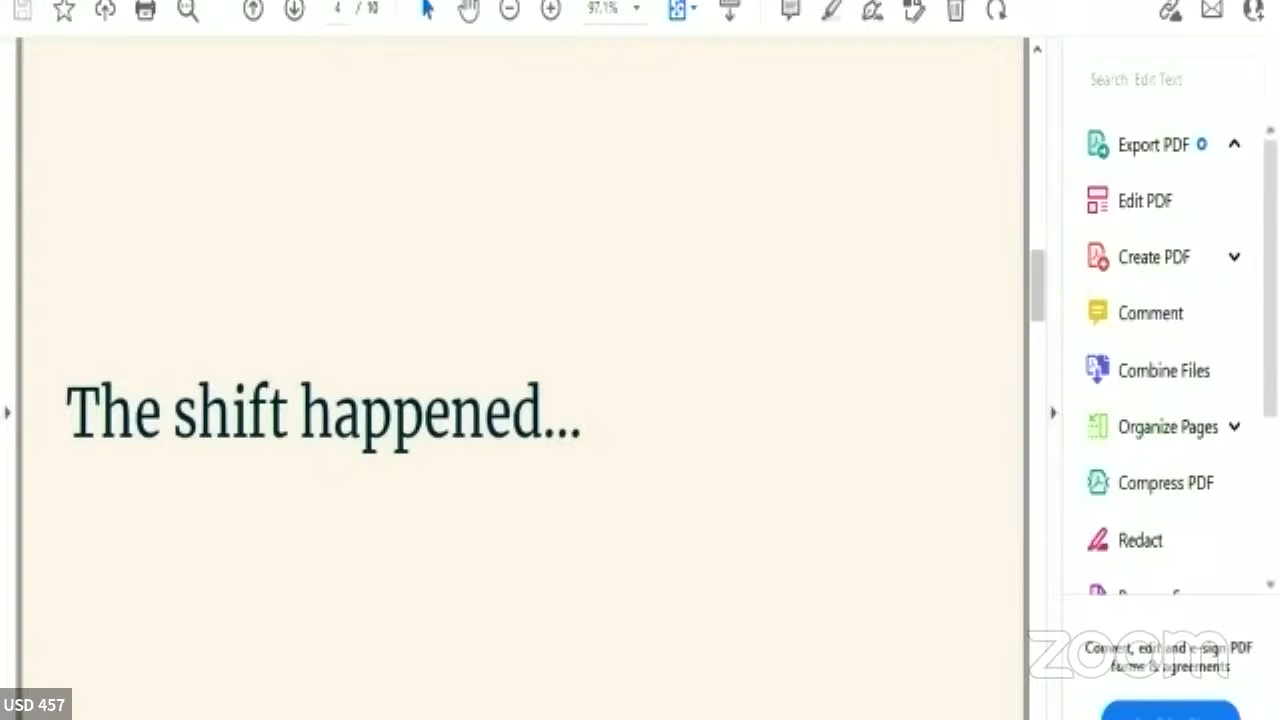 4 / 10
97.1%
Search 'Edit Text'
Export PDF
Edit PDF
Create PDF
Comment
Combine Files
Organize Pages
Compress PDF
Redact
The shift happened...
Convert, edit and e-sign PDF
forms & agreements
zoom
USD 457